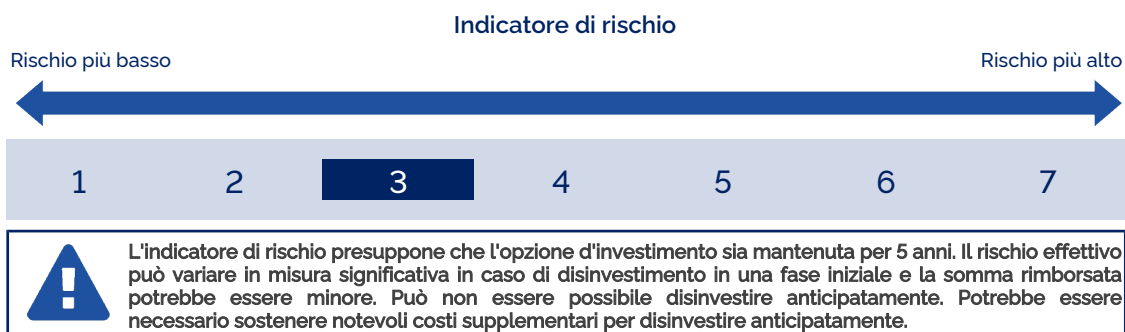 Indicatore di rischio
Rischio più basso
Rischio più alto
1 2 3 4 5 6 7
L'indicatore di rischio presuppone che l'opzione d'investimento sia mantenuta per 5 anni. Il rischio effettivo
può variare in misura significativa in caso di disinvestimento in una fase iniziale e la somma rimborsata
potrebbe essere minore. Può non essere possibile disinvestire anticipatamente. Potrebbe essere
necessario sostenere notevoli costi supplementari per disinvestire anticipatamente.